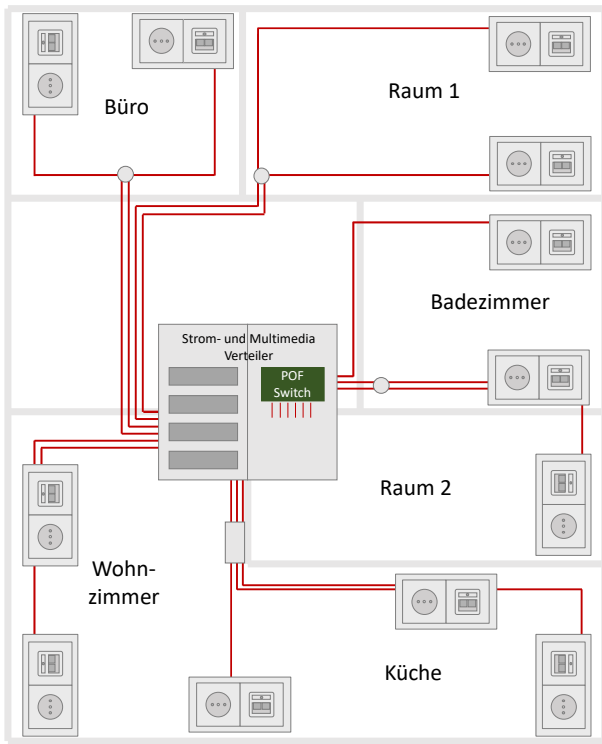 Büro
Raum 1
Badezimmer
Strom- und Multimedia
Verteiler
POF
Switch
Raum 2
Wohn-
zimmer
Küche